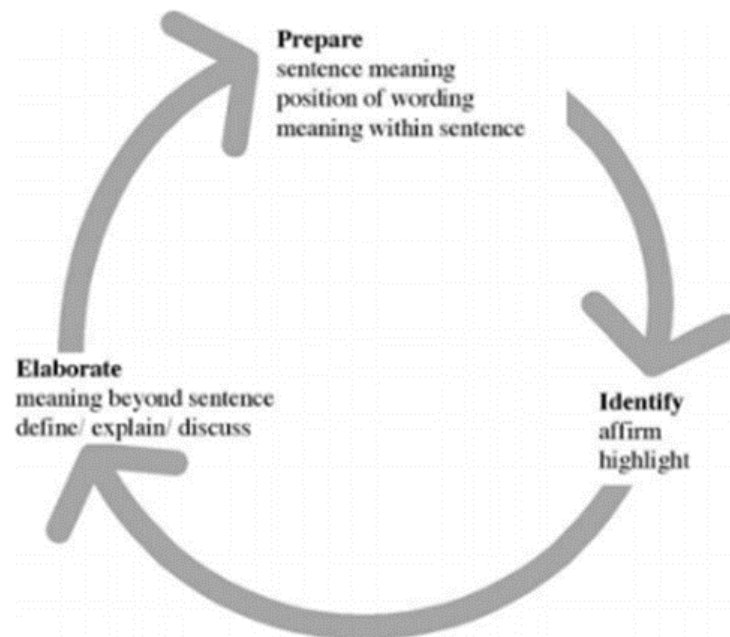 Prepare
sentence meaning
position of wording
meaning within sentence
Identify
affirm
highlight
Elaborate
meaning beyond sentence
define/ explain/ discuss